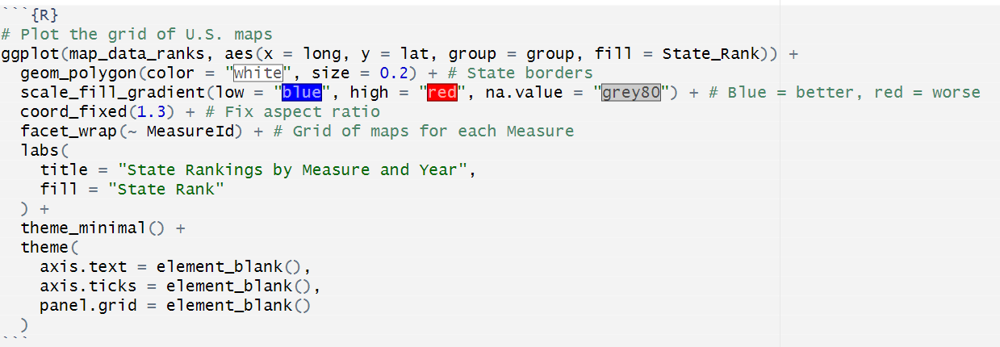 ```{R}
# Plot the grid of U.S. maps
ggplot(map_data_ranks, aes(x = long, y = lat, group = group, fill = State_Rank)) +
  geom_polygon(color = "white", size = 0.2) + # State borders
  scale_fill_gradient(low = "blue", high = "red", na.value = "grey80") + # Blue = better, red = worse
  coord_fixed(1.3) + # Fix aspect ratio
  facet_wrap(~ MeasureId) + # Grid of maps for each Measure
  labs(
    title = "State Rankings by Measure and Year",
    fill = "State Rank"
  ) +
  theme_minimal() +
  theme(
    axis.text = element_blank(),
    axis.ticks = element_blank(),
    panel.grid = element_blank()
  )
```